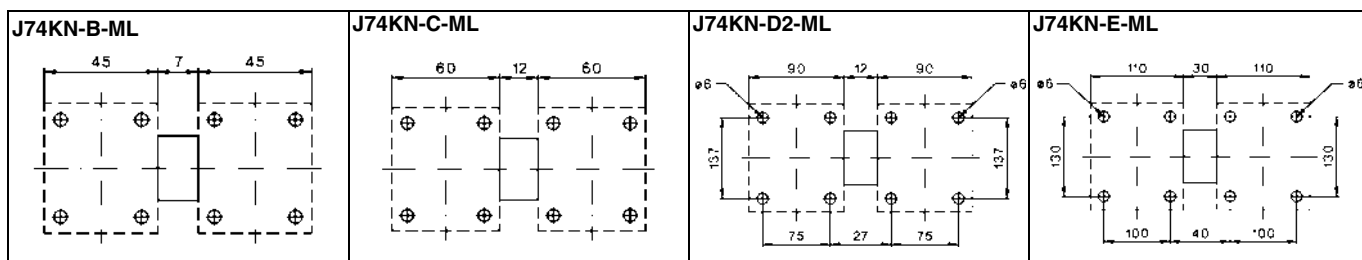 J74KN-B-ML
45 7 45
J74KN-C-ML
60 12 60
J74KN-D2-ML
90 12 90
ø6 ø6
137 137
75 27 75
J74KN-E-ML
110 30 110
ø6 ø6
130 130
100 40 100